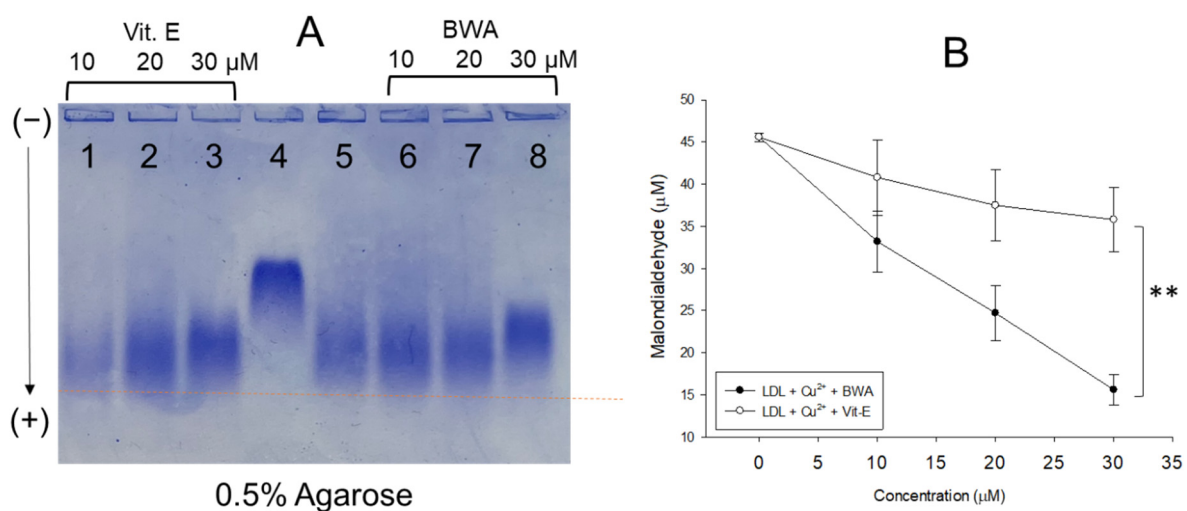 A
Vit. E
10 20 30 µM
BWA
10 20 30 µM
(−)
1 2 3 4 5 6 7 8
(+)
0.5% Agarose
B
Malondialdehyde (µM)
50
45
40
35
30
25
20
15
10
**
LDL + Cu²⁺ + BWA
LDL + Cu²⁺ + Vit-E
0 5 10 15 20 25 30 35
Concentration (µM)